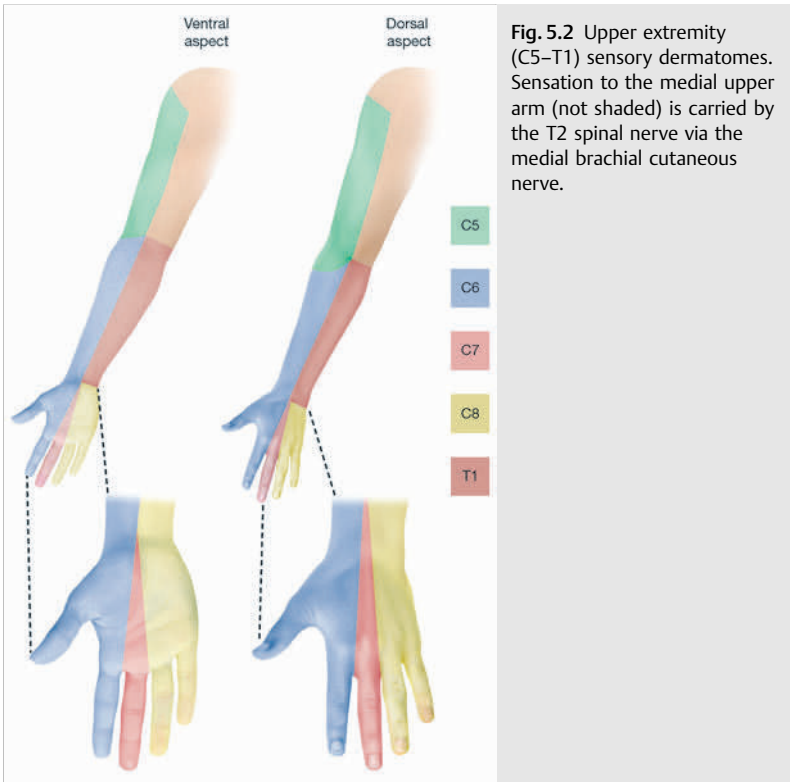 Ventral
aspect
Dorsal
aspect
Fig. 5.2 Upper extremity
(C5–T1) sensory dermatomes.
Sensation to the medial upper
arm (not shaded) is carried by
the T2 spinal nerve via the
medial brachial cutaneous
nerve.
C5
C6
C7
C8
T1